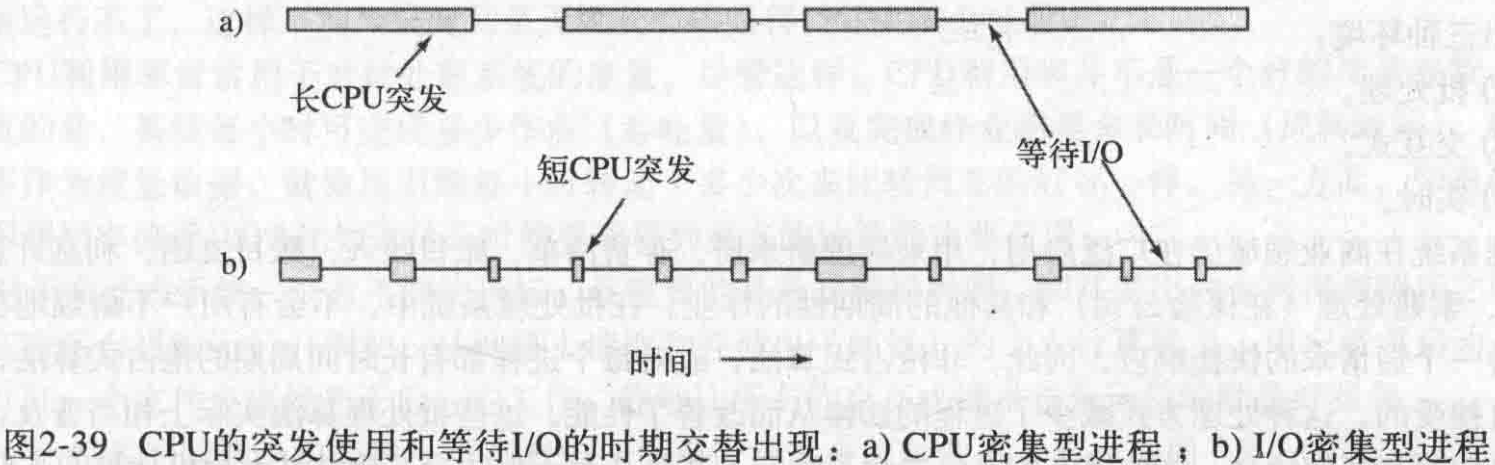 a)
长CPU突发
等待I/O
短CPU突发
b)
时间
图2-39 CPU的突发使用和等待I/O的时期交替出现：a) CPU密集型进程；b) I/O密集型进程